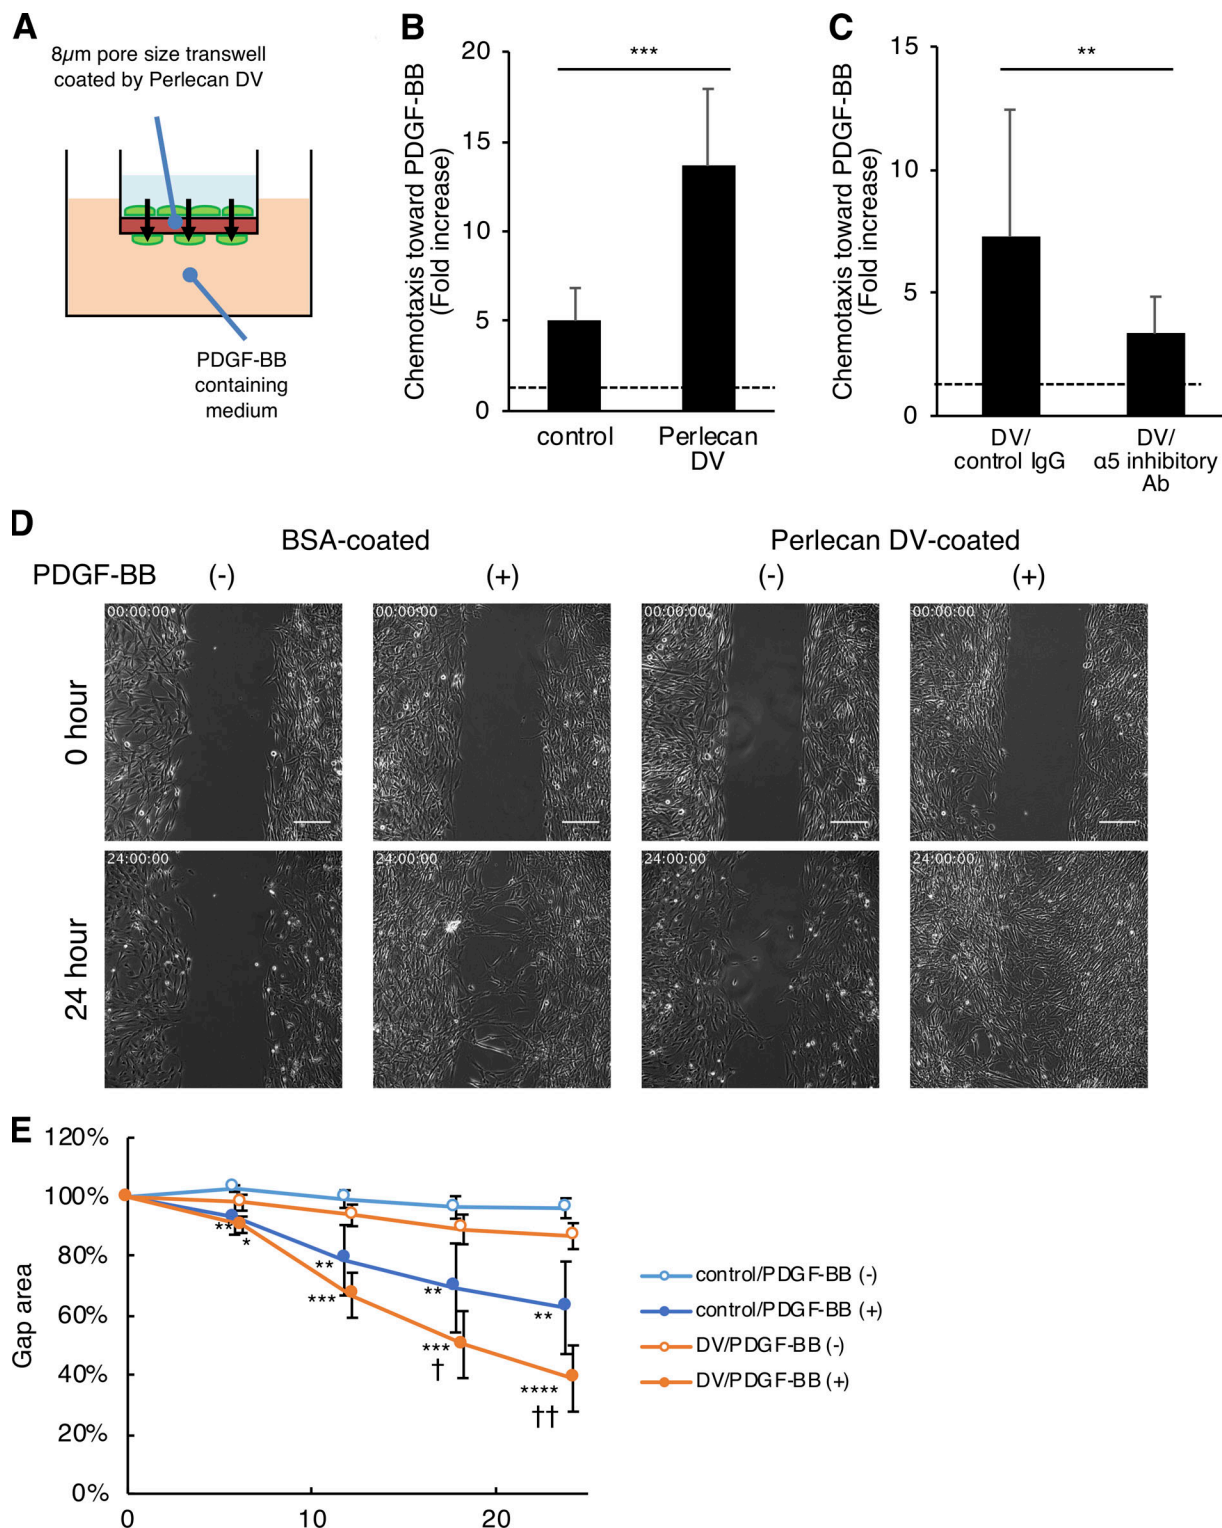 A
8µm pore size transwell
coated by Perlecan DV
PDGF-BB
containing
medium
B
Chemotaxis toward PDGF-BB
(Fold increase)
20
15
10
5
0
***
control
Perlecan
DV
C
Chemotaxis toward PDGF-BB
(Fold increase)
15
10
5
0
**
DV/
control IgG
DV/
α5 inhibitory
Ab
D
BSA-coated
Perlecan DV-coated
PDGF-BB
(-)
(+)
(-)
(+)
0 hour
00:00:00
00:00:00
00:00:00
00:00:00
24 hour
24:00:00
24:00:00
24:00:00
24:00:00
E
Gap area
120%
100%
80%
60%
40%
20%
0%
0
10
20
**
*
**
***
**
***
†
**
****
††
control/PDGF-BB (-)
control/PDGF-BB (+)
DV/PDGF-BB (-)
DV/PDGF-BB (+)